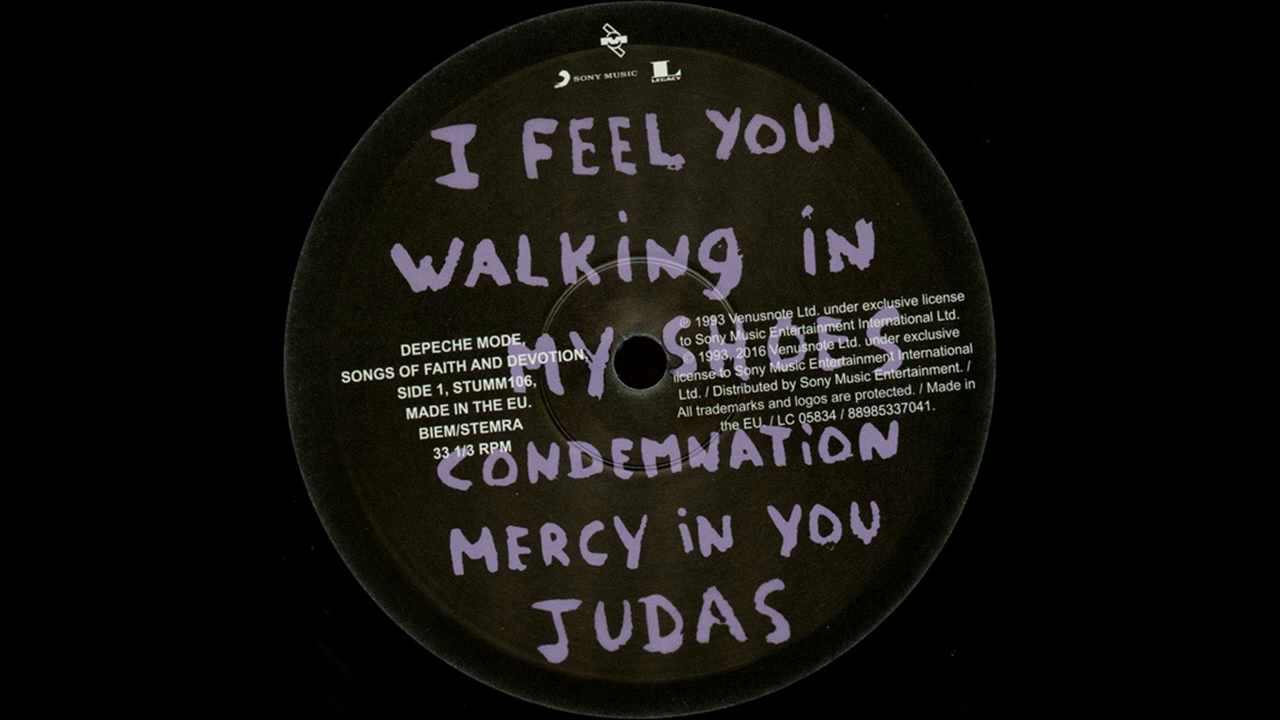 SONY MUSIC
L
LEGACY
I FEEL YOU
WALKiNg iN
MY SHOES
CONDEMNATiON
MERCY iN YOU
JUDAS
DEPECHE MODE,
SONGS OF FAITH AND DEVOTION,
SIDE 1, STUMM106,
MADE IN THE EU.
BIEM/STEMRA
33 1/3 RPM
℗ 1993 Venusnote Ltd. under exclusive license
to Sony Music Entertainment International Ltd.
© 1993, 2016 Venusnote Ltd. under exclusive
license to Sony Music Entertainment International
Ltd. / Distributed by Sony Music Entertainment. /
All trademarks and logos are protected. / Made in
the EU. / LC 05834 / 88985337041.